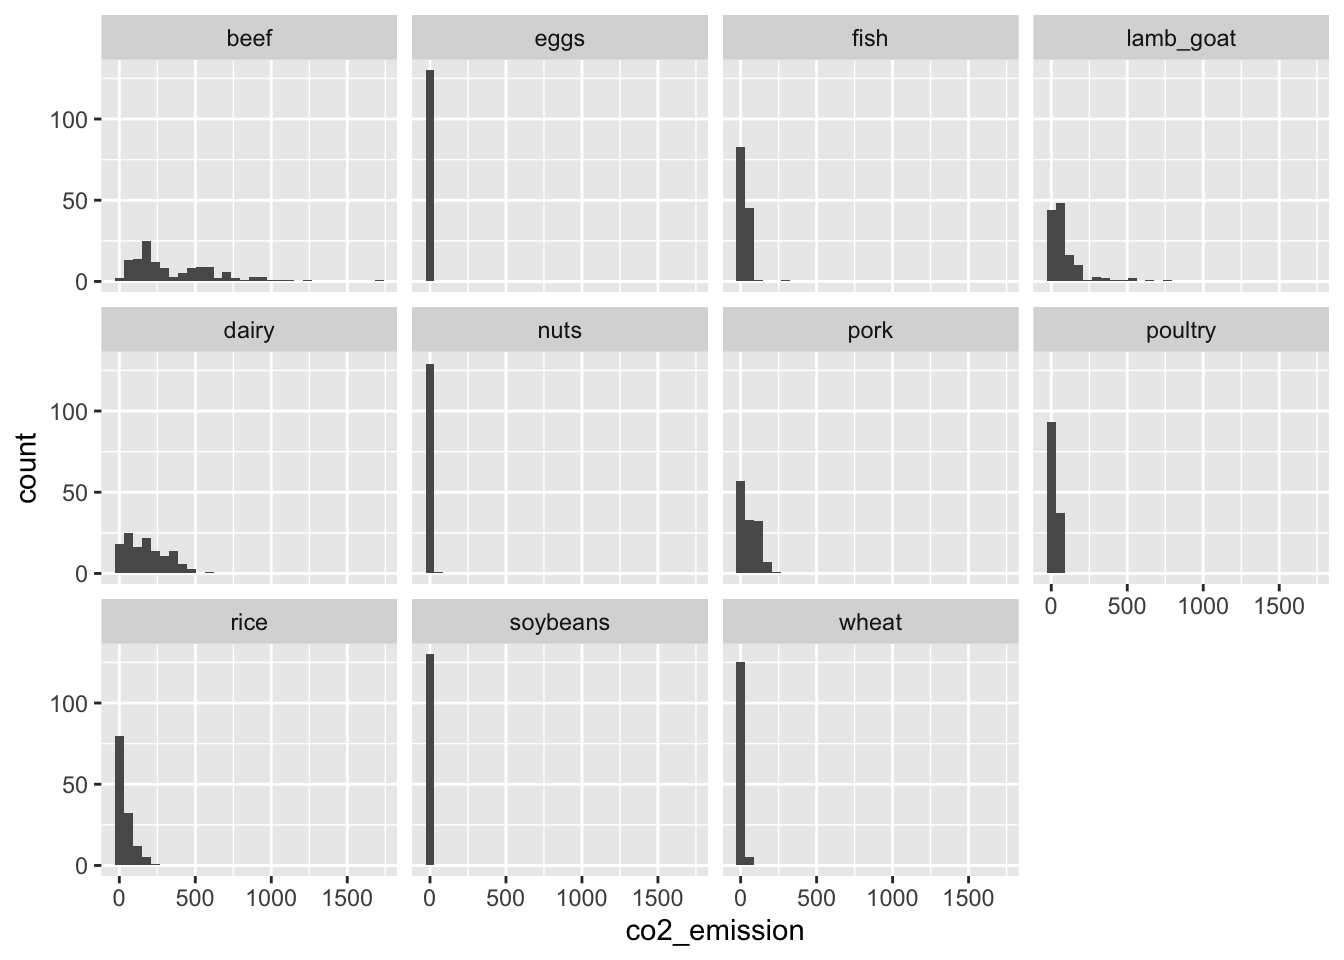 beef eggs fish lamb_goat
100
50
0
dairy nuts pork poultry
count
100
50
0
0 500 1000 1500
rice soybeans wheat
100
50
0
0 500 1000 1500 0 500 1000 1500 0 500 1000 1500
co2_emission